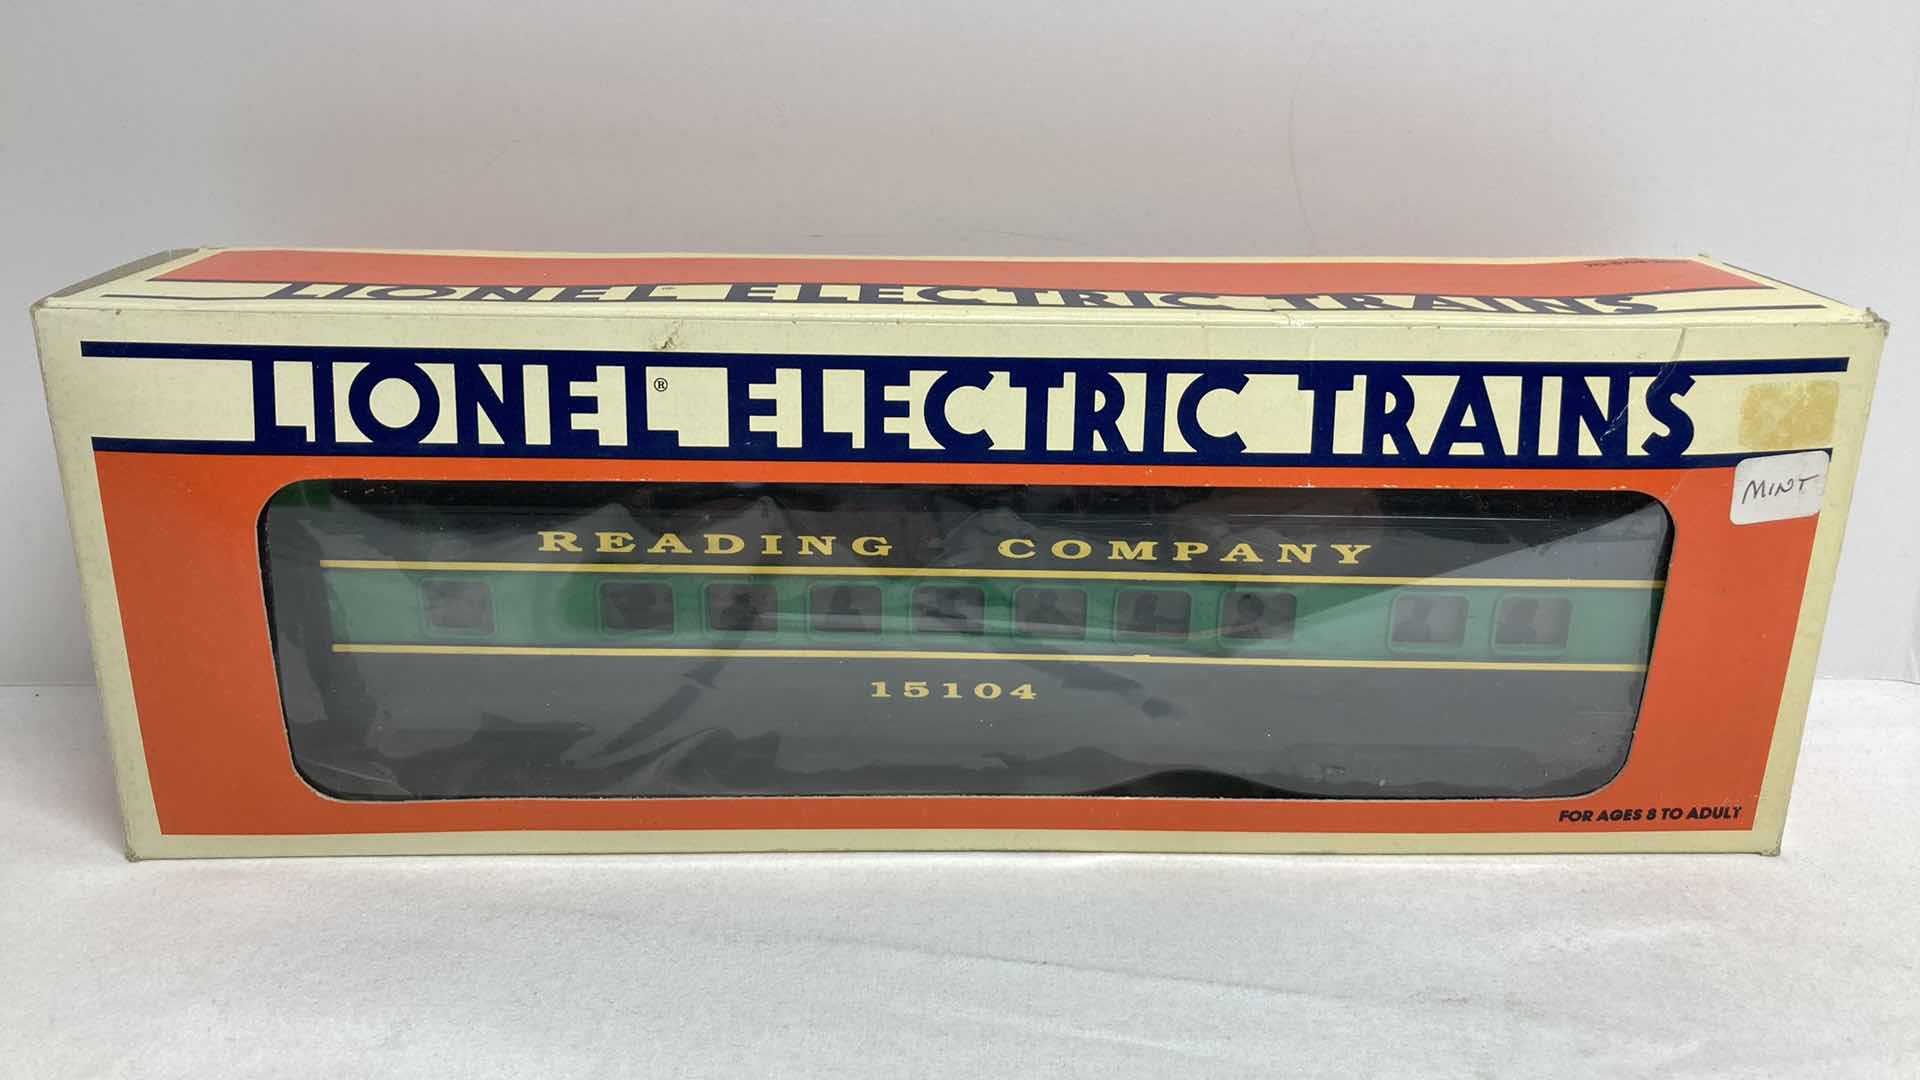 LIONEL ELECTRIC TRAINS
LIONEL® ELECTRIC TRAINS
MINT
READING COMPANY
15104
FOR AGES 8 TO ADULT